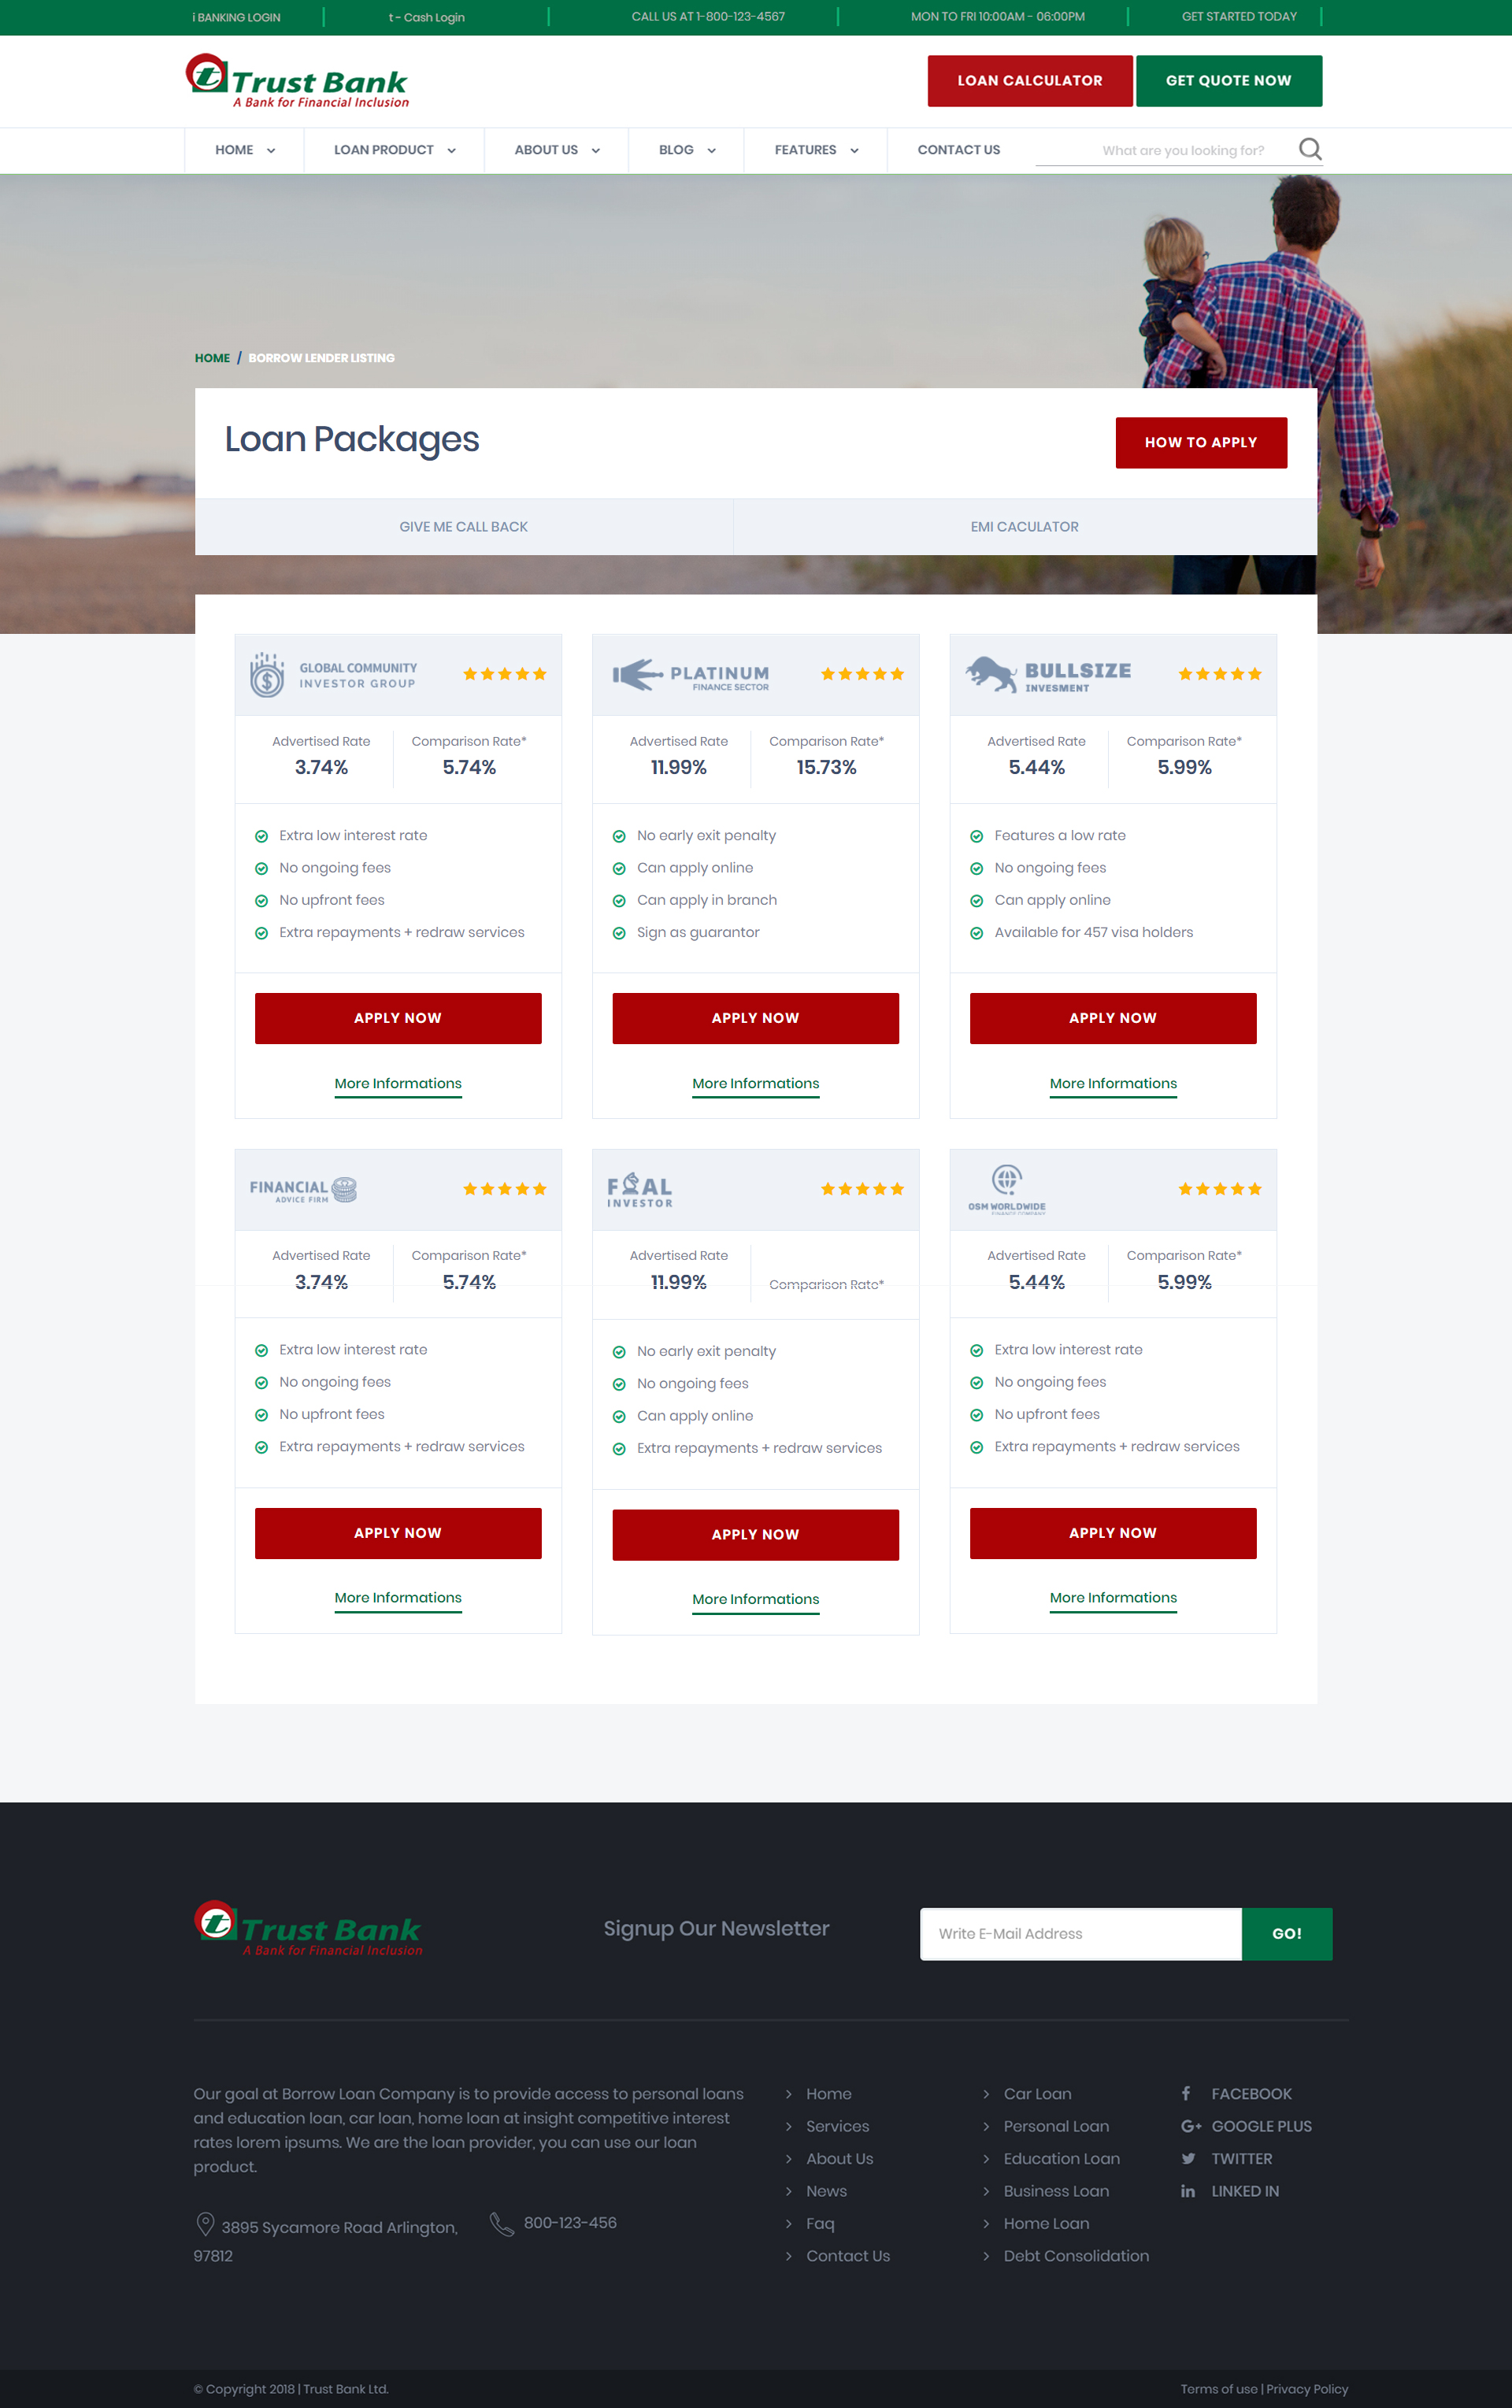 i BANKING LOGIN
t - Cash Login
CALL US AT 1-800-123-4567
MON TO FRI 10:00AM - 06:00PM
GET STARTED TODAY
t Trust Bank
A Bank for Financial Inclusion
LOAN CALCULATOR
GET QUOTE NOW
HOME
LOAN PRODUCT
ABOUT US
BLOG
FEATURES
CONTACT US
What are you looking for?
HOME / BORROW LENDER LISTING
Loan Packages
HOW TO APPLY
GIVE ME CALL BACK
EMI CACULATOR
GLOBAL COMMUNITY
INVESTOR GROUP
Advertised Rate
3.74%
Comparison Rate*
5.74%
Extra low interest rate
No ongoing fees
No upfront fees
Extra repayments + redraw services
APPLY NOW
More Informations
PLATINUM
FINANCE SECTOR
Advertised Rate
11.99%
Comparison Rate*
15.73%
No early exit penalty
Can apply online
Can apply in branch
Sign as guarantor
APPLY NOW
More Informations
BULLSIZE
INVESMENT
Advertised Rate
5.44%
Comparison Rate*
5.99%
Features a low rate
No ongoing fees
Can apply online
Available for 457 visa holders
APPLY NOW
More Informations
FINANCIAL
ADVICE FIRM
Advertised Rate
3.74%
Comparison Rate*
5.74%
Extra low interest rate
No ongoing fees
No upfront fees
Extra repayments + redraw services
APPLY NOW
More Informations
F AL
INVESTOR
Advertised Rate
11.99%
Comparison Rate*
No early exit penalty
No ongoing fees
Can apply online
Extra repayments + redraw services
APPLY NOW
More Informations
OSM WORLDWIDE
FINANCE COMPANY
Advertised Rate
5.44%
Comparison Rate*
5.99%
Extra low interest rate
No ongoing fees
No upfront fees
Extra repayments + redraw services
APPLY NOW
More Informations
t Trust Bank
A Bank for Financial Inclusion
Signup Our Newsletter
Write E-Mail Address
GO!
Our goal at Borrow Loan Company is to provide access to personal loans
and education loan, car loan, home loan at insight competitive interest
rates lorem ipsums. We are the loan provider, you can use our loan
product.
3895 Sycamore Road Arlington,
97812
800-123-456
Home
Services
About Us
News
Faq
Contact Us
Car Loan
Personal Loan
Education Loan
Business Loan
Home Loan
Debt Consolidation
FACEBOOK
GOOGLE PLUS
TWITTER
LINKED IN
© Copyright 2018 | Trust Bank Ltd.
Terms of use | Privacy Policy